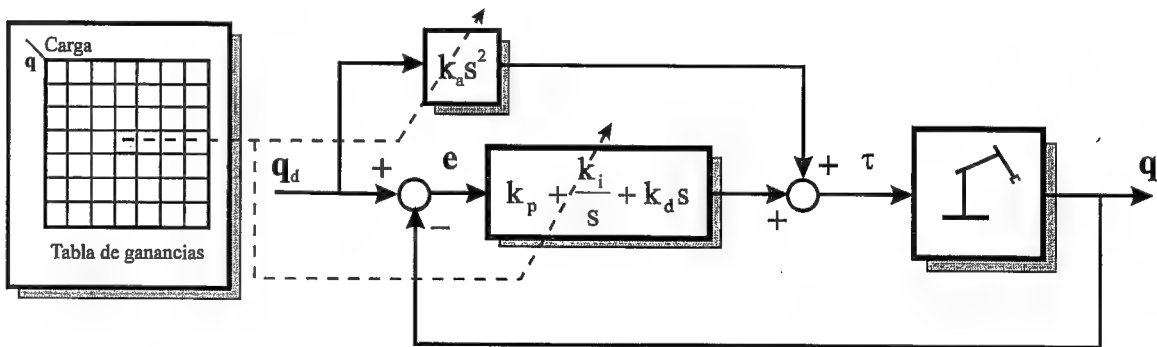 Carga
q
Tabla de ganancias
k_a s^2
q_d
+
e
−
k_p + k_i/s + k_d s
+
+
τ
q